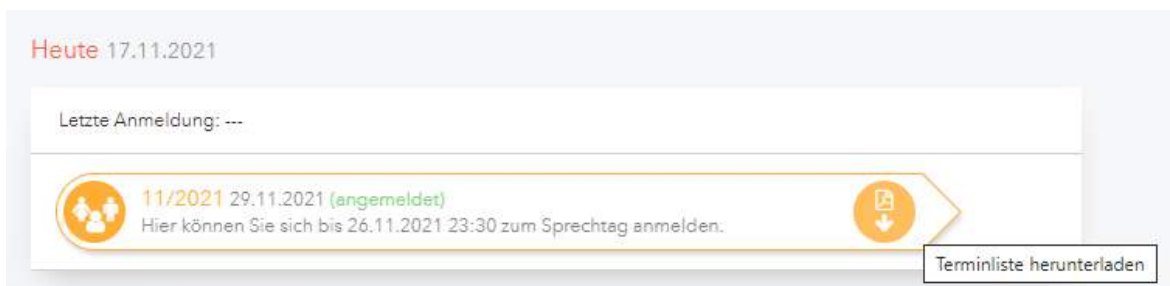 Heute 17.11.2021
Letzte Anmeldung: ---
11/2021 29.11.2021 (angemeldet)
Hier können Sie sich bis 26.11.2021 23:30 zum Sprechtag anmelden.
Terminliste herunterladen